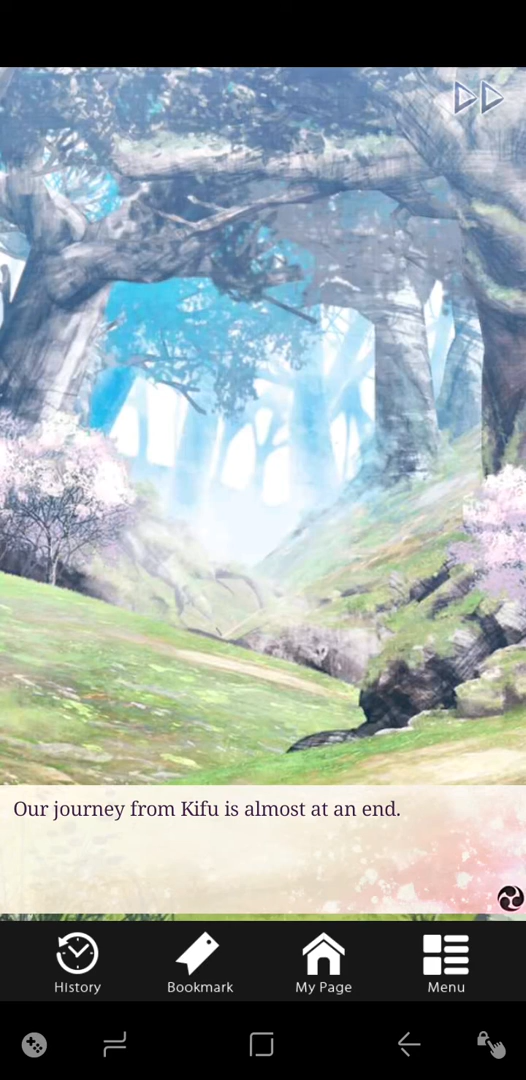 Our journey from Kifu is almost at an end.
History
Bookmark
My Page
Menu